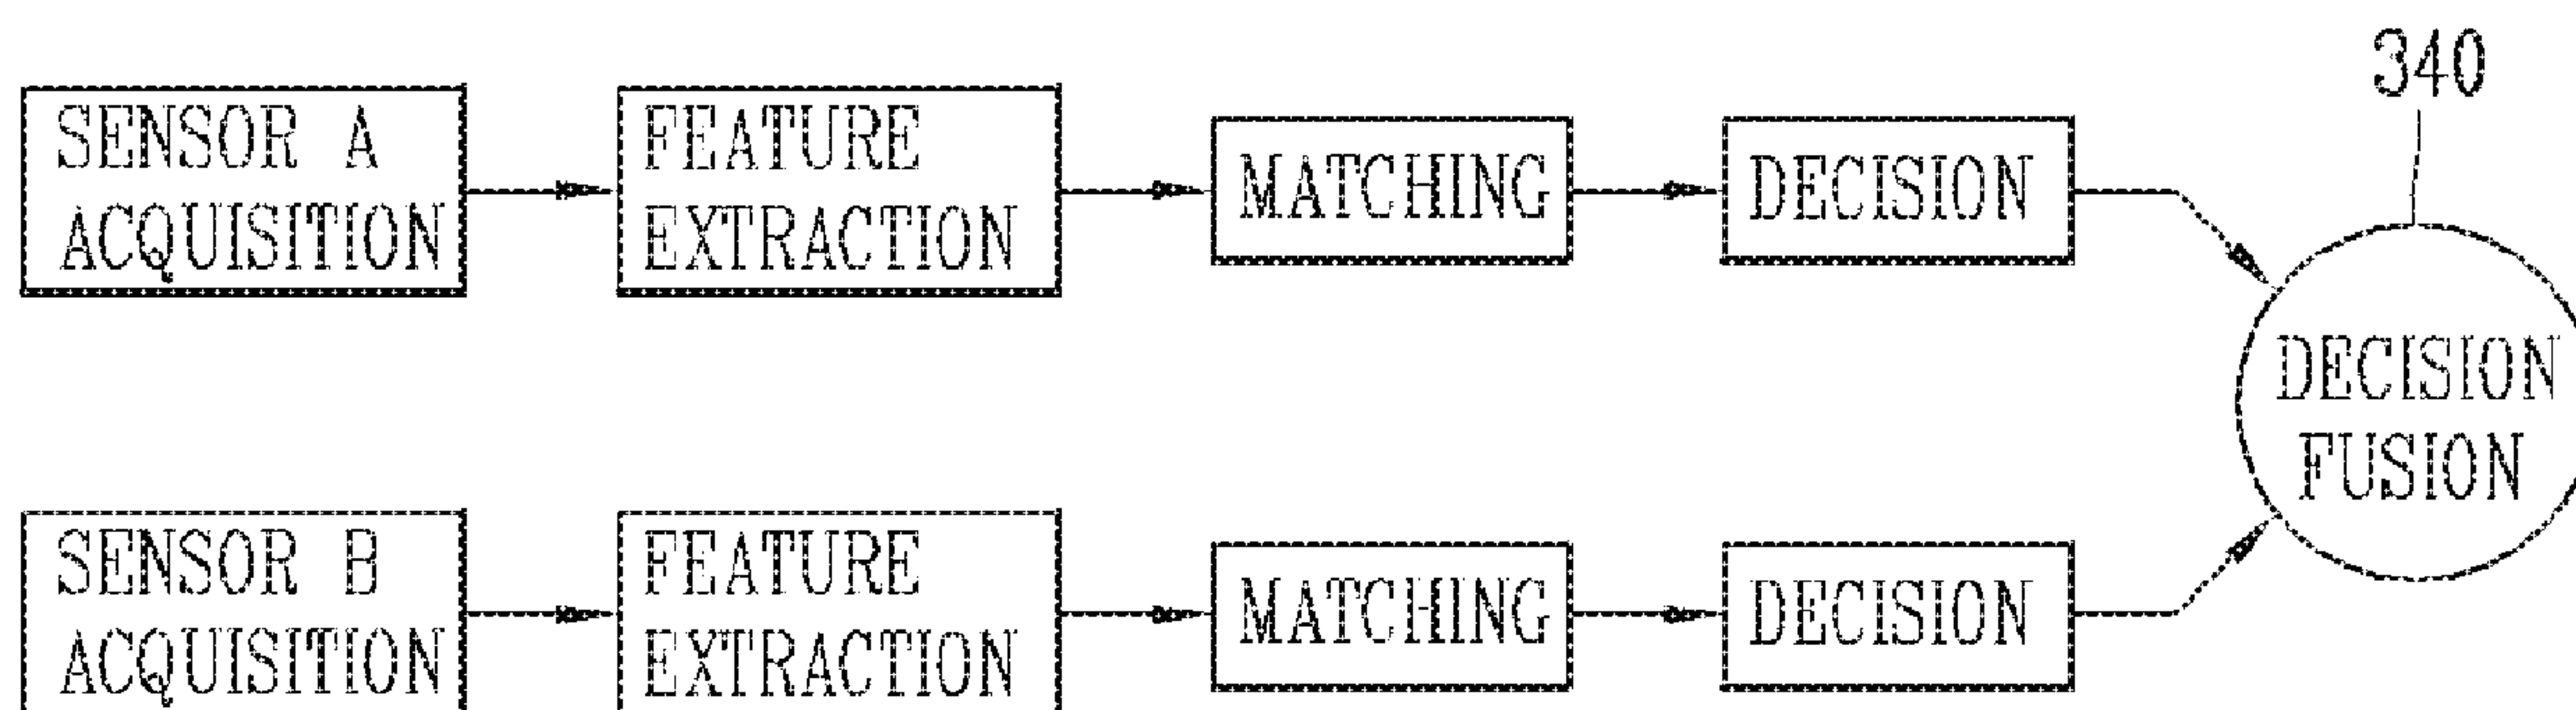 340
SENSOR A
ACQUISITION
FEATURE
EXTRACTION
MATCHING
DECISION
DECISION
FUSION
SENSOR B
ACQUISITION
FEATURE
EXTRACTION
MATCHING
DECISION